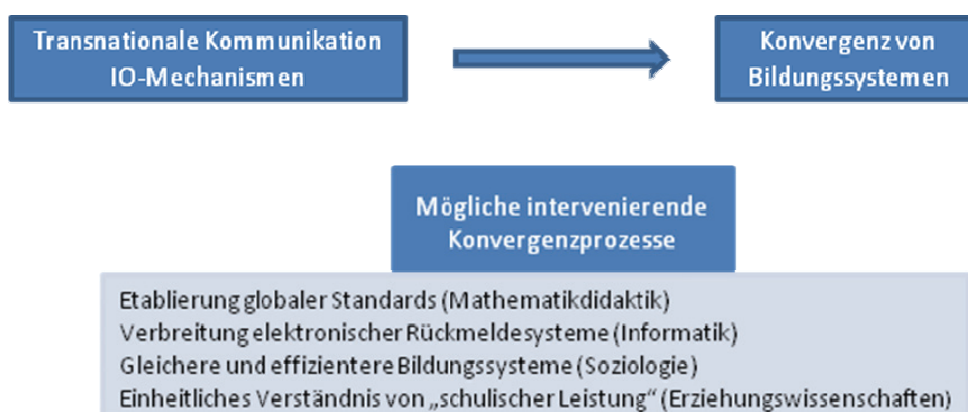 Transnationale Kommunikation
IO-Mechanismen
Konvergenz von
Bildungssystemen
Mögliche intervenierende
Konvergenzprozesse
Etablierung globaler Standards (Mathematikdidaktik)
Verbreitung elektronischer Rückmeldesysteme (Informatik)
Gleichere und effizientere Bildungssysteme (Soziologie)
Einheitliches Verständnis von „schulischer Leistung“ (Erziehungswissenschaften)